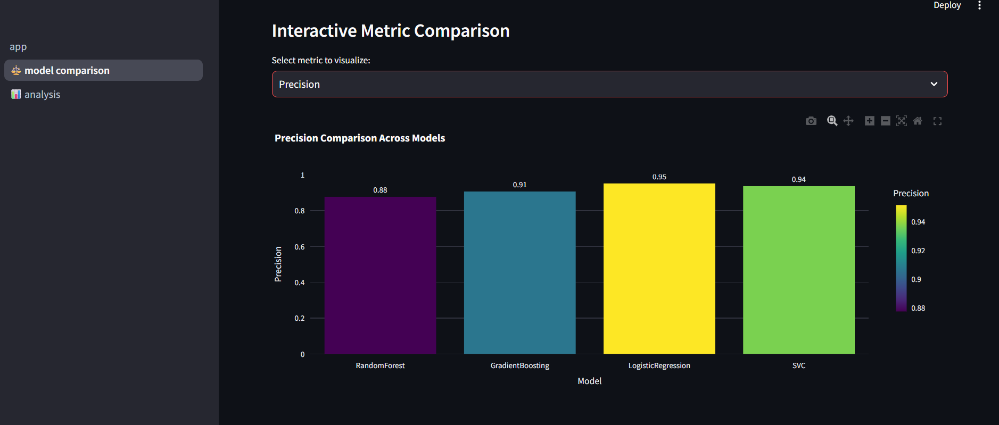 Deploy
app
model comparison
analysis
Interactive Metric Comparison
Select metric to visualize:
Precision
Precision Comparison Across Models
Precision
1
0.8
0.6
0.4
0.2
0
0.88
0.91
0.95
0.94
RandomForest
GradientBoosting
LogisticRegression
SVC
Model
Precision
0.94
0.92
0.9
0.88